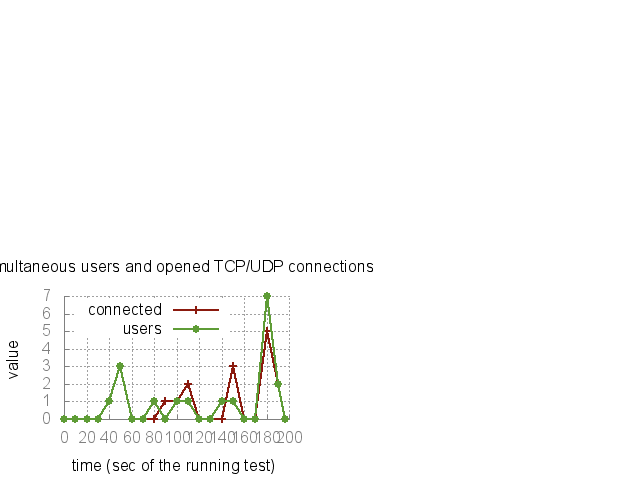 multaneous users and opened TCP/UDP connections
7
6
5
4
3
2
1
0
connected
users
value
0 20 40 60 80 100 120 140 160 180 200
time (sec of the running test)